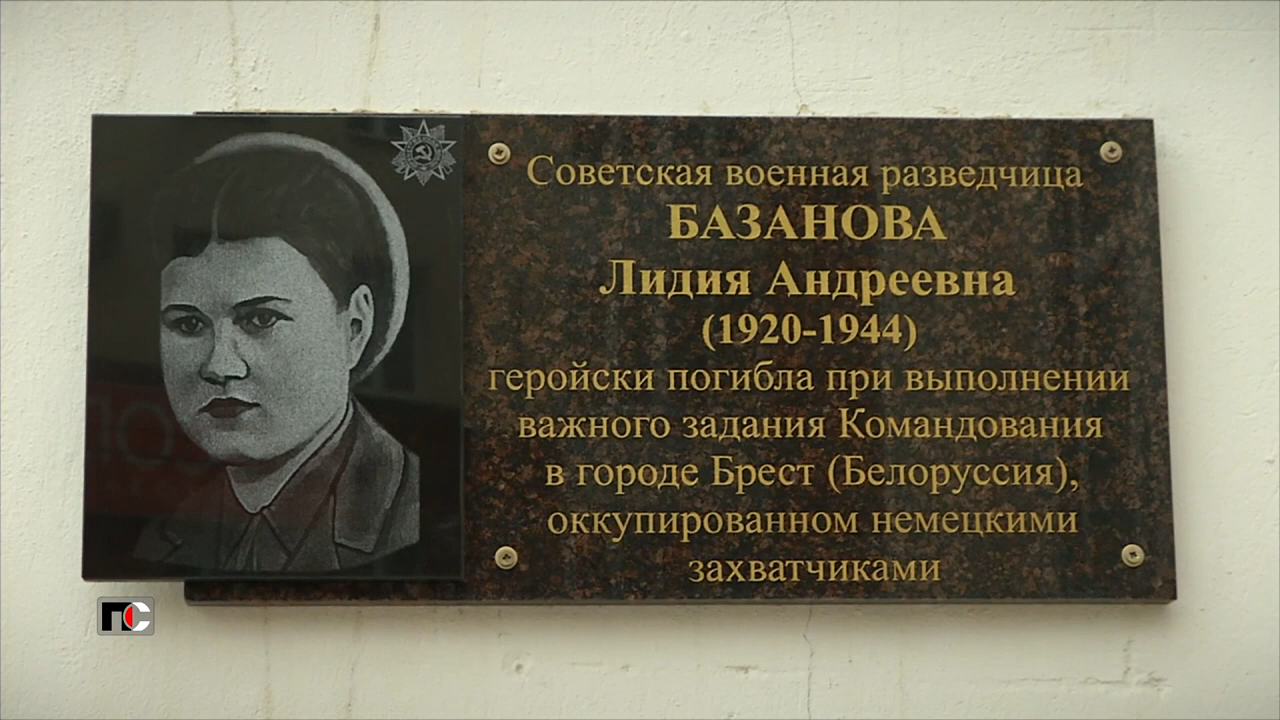 Советская военная разведчица
БАЗАНОВА
Лидия Андреевна
(1920-1944)
геройски погибла при выполнении
важного задания Командования
в городе Брест (Белоруссия),
оккупированном немецкими
захватчиками
ПС